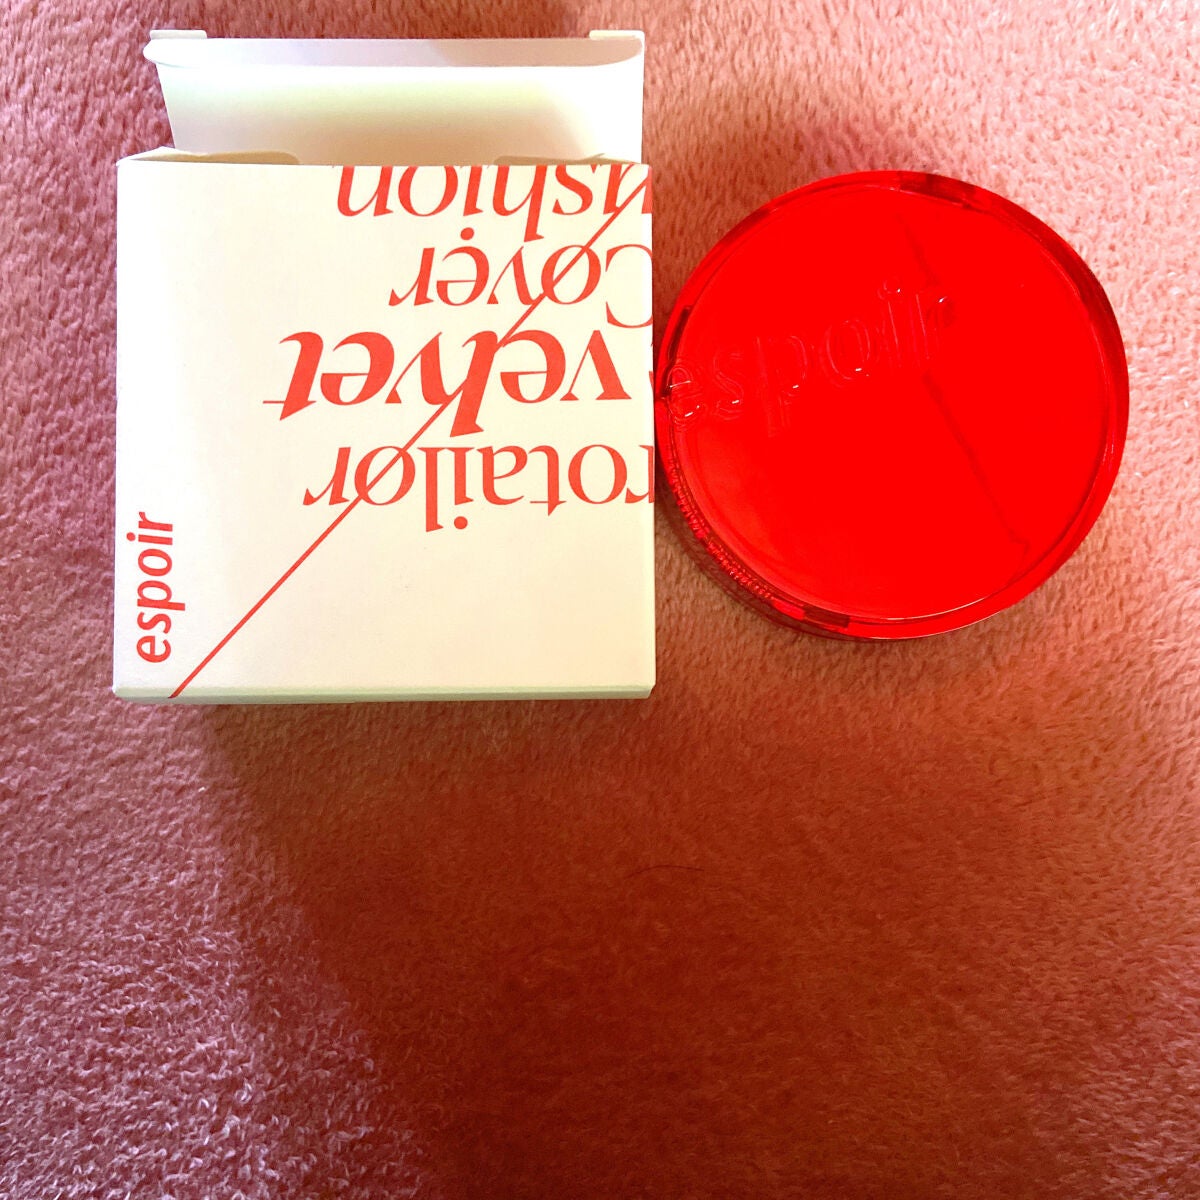 rotailor
velvet
Cover
ushion
espoir
espoir